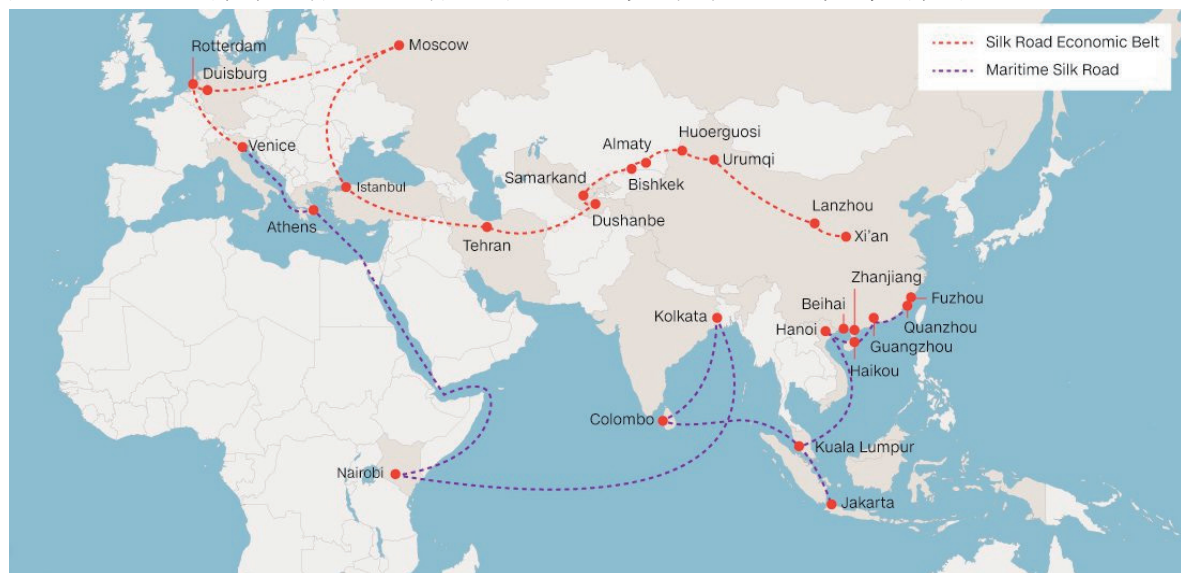 Rotterdam
Duisburg
Moscow
Silk Road Economic Belt
Maritime Silk Road
Venice
Istanbul
Athens
Tehran
Samarkand
Dushanbe
Almaty
Bishkek
Huoerguosi
Urumqi
Lanzhou
Xi'an
Zhanjiang
Beihai
Fuzhou
Kolkata
Hanoi
Quanzhou
Guangzhou
Haikou
Colombo
Kuala Lumpur
Nairobi
Jakarta